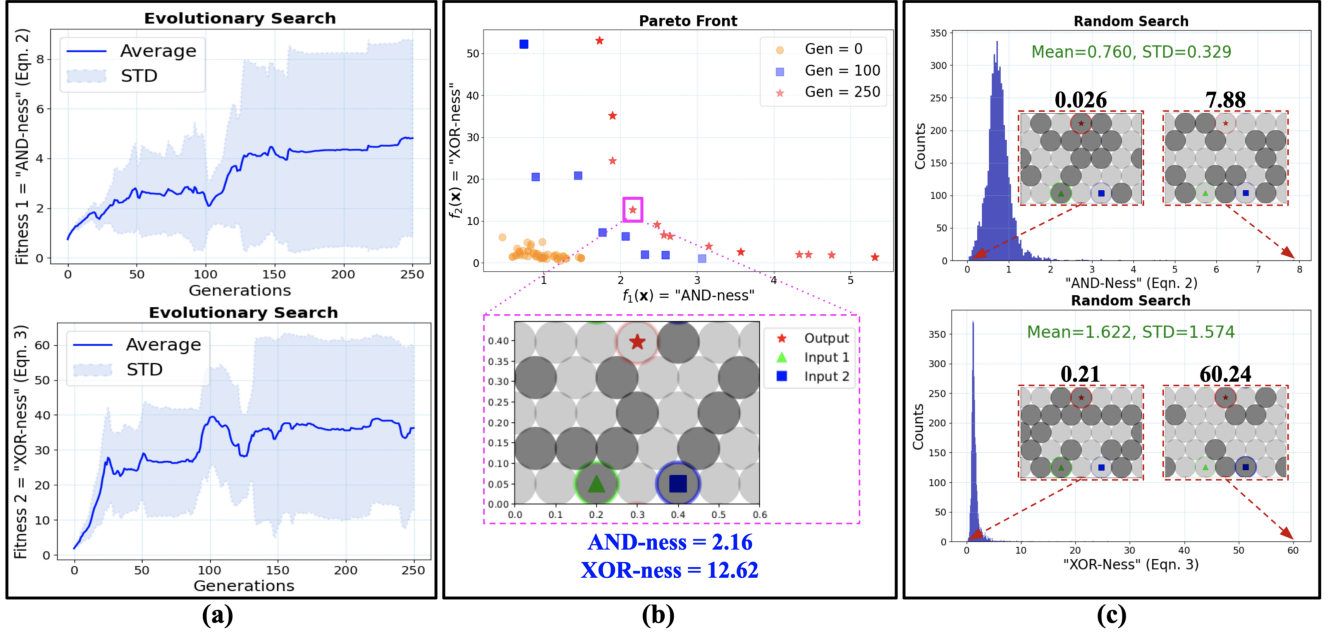 Evolutionary Search
Fitness 1 = "AND-ness" (Eqn. 2)
Average
STD
8
6
4
2
0
0 50 100 150 200 250
Generations
Evolutionary Search
Fitness 2 = "XOR-ness" (Eqn. 3)
Average
STD
60
50
40
30
20
10
0
0 50 100 150 200 250
Generations
(a)
Pareto Front
f₂(x) = "XOR-ness"
Gen = 0
Gen = 100
Gen = 250
50
40
30
20
10
0
1 2 3 4 5
f₁(x) = "AND-ness"
Output
Input 1
Input 2
0.40
0.35
0.30
0.25
0.20
0.15
0.10
0.05
0.00
0.0 0.1 0.2 0.3 0.4 0.5 0.6
AND-ness = 2.16
XOR-ness = 12.62
(b)
Random Search
Counts
Mean=0.760, STD=0.329
0.026 7.88
350
300
250
200
150
100
50
0
0 1 2 3 4 5 6 7 8
"AND-Ness" (Eqn. 2)
Random Search
Counts
Mean=1.622, STD=1.574
0.21 60.24
350
300
250
200
150
100
50
0
0 10 20 30 40 50 60
"XOR-Ness" (Eqn. 3)
(c)